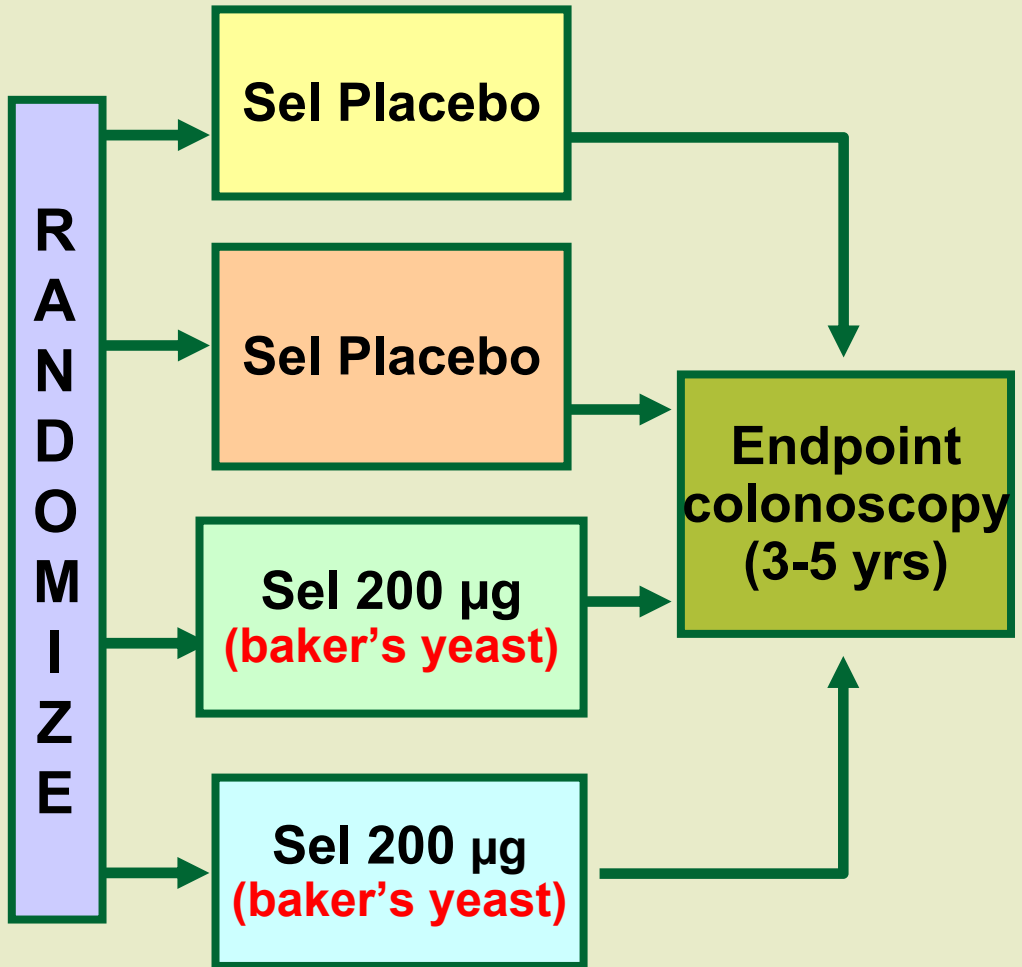 RANDOMIZE
Sel Placebo
Sel Placebo
Sel 200 µg
(baker’s yeast)
Sel 200 µg
(baker’s yeast)
Endpoint
colonoscopy
(3-5 yrs)